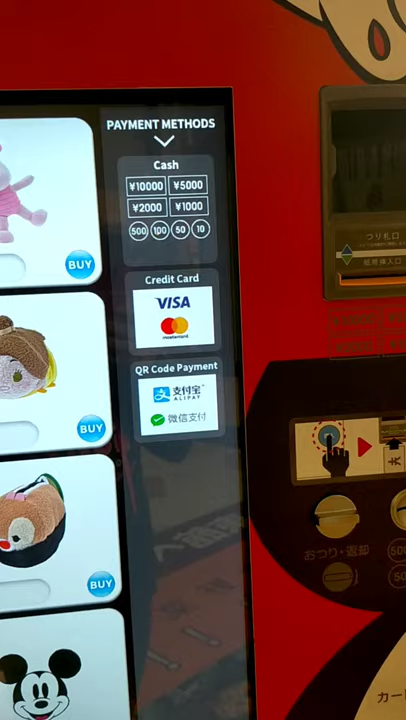 PAYMENT METHODS
Cash
¥10000 ¥5000
¥2000 ¥1000
500 100 50 10
Credit Card
VISA
mastercard
QR Code Payment
支付宝
ALIPAY
微信支付
BUY
BUY
BUY
つり札口
紙幣挿入口
おつり・返却
カー